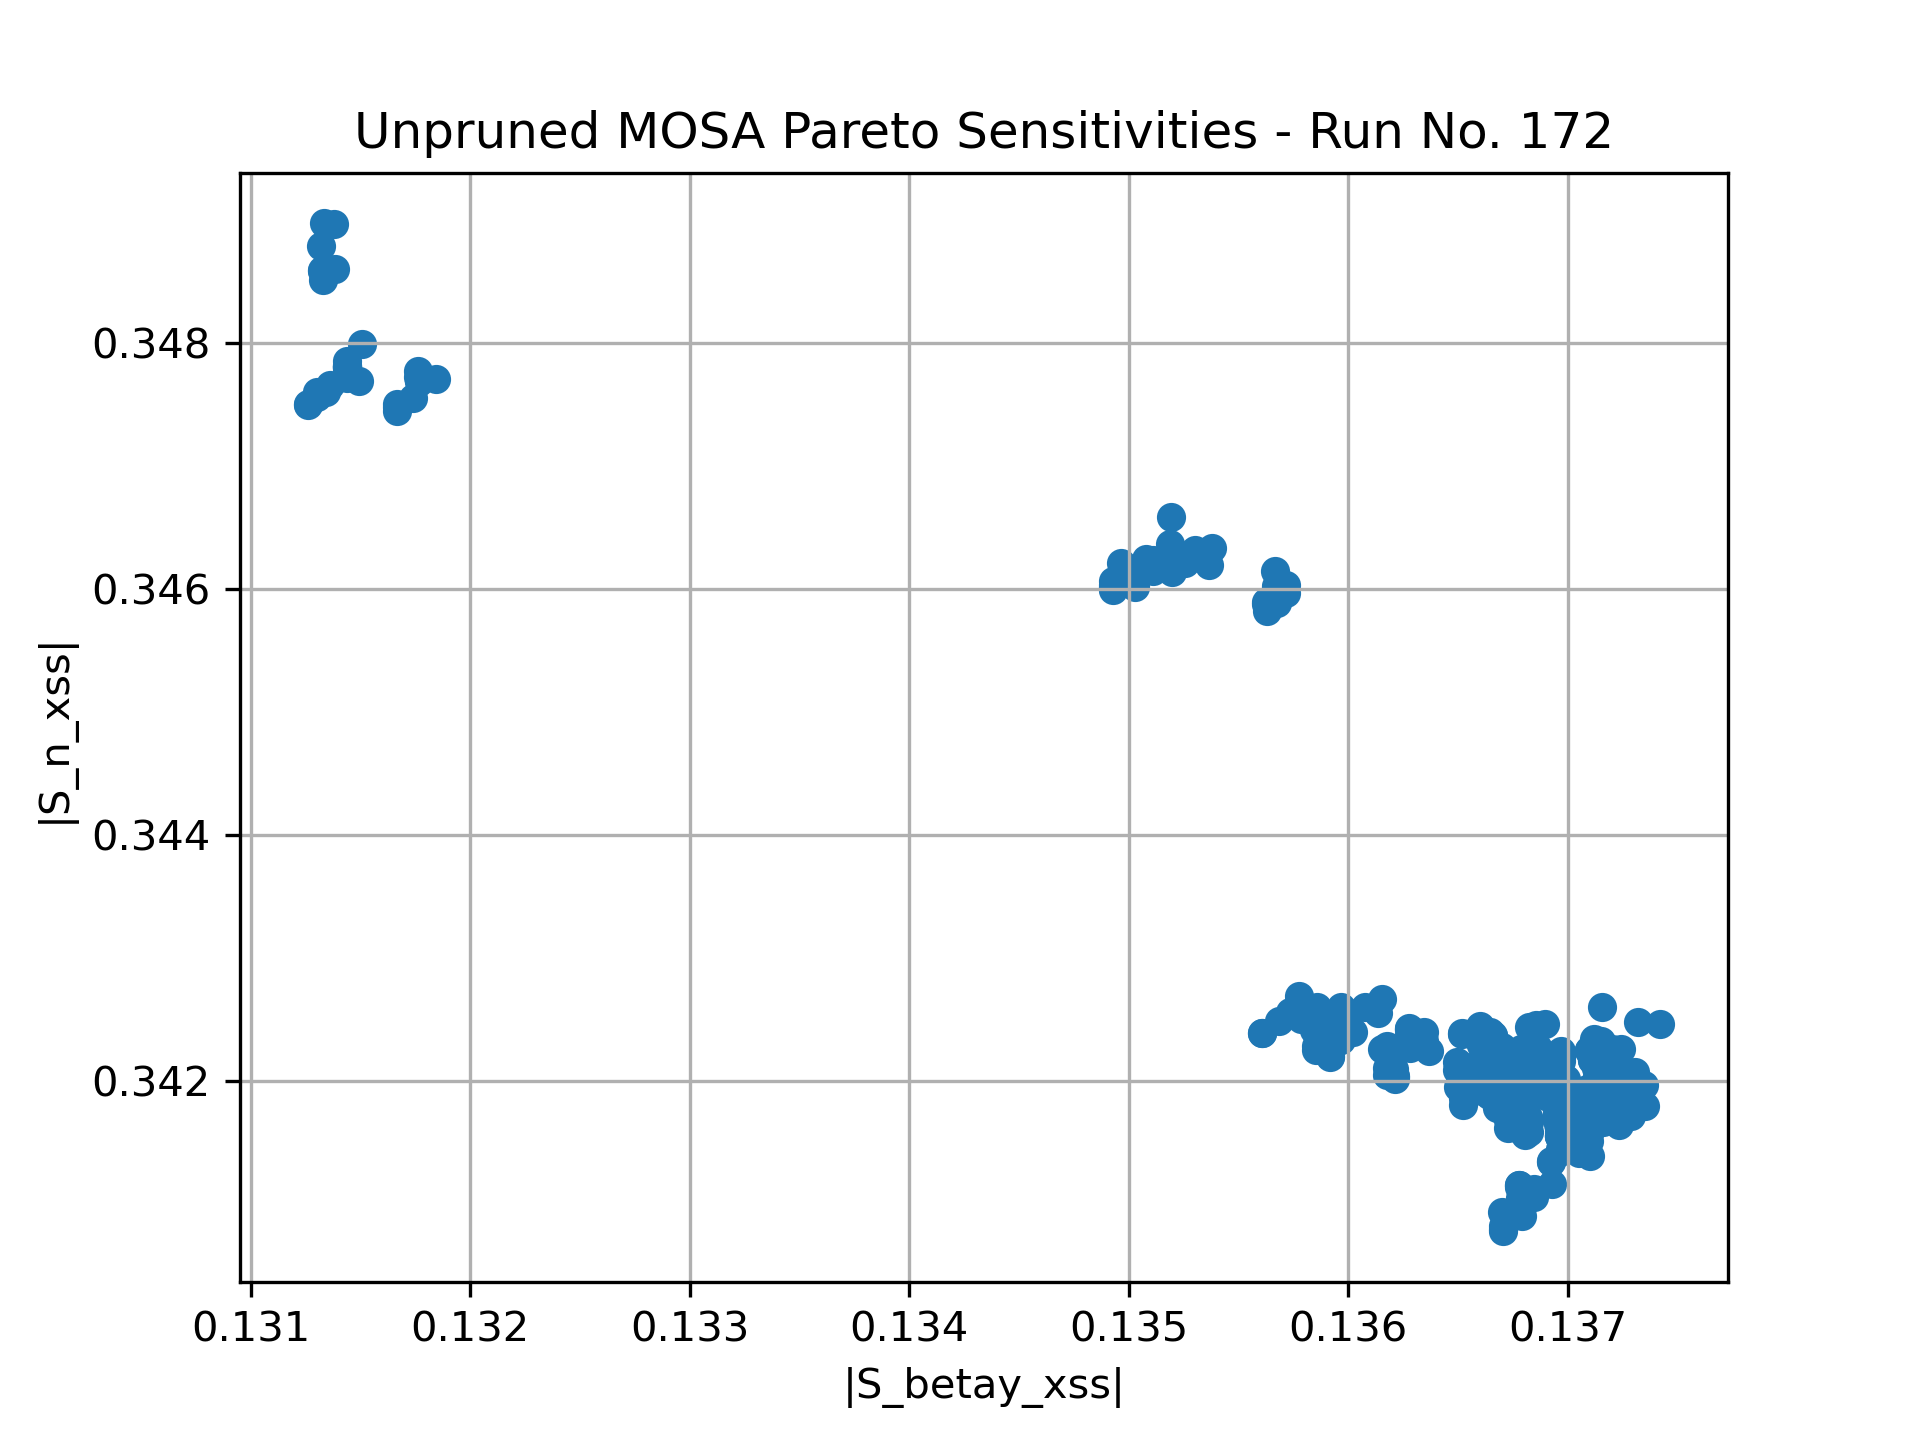 Unpruned MOSA Pareto Sensitivities - Run No. 172
|S_n_xss|
0.348
0.346
0.344
0.342
0.131 0.132 0.133 0.134 0.135 0.136 0.137
|S_betay_xss|